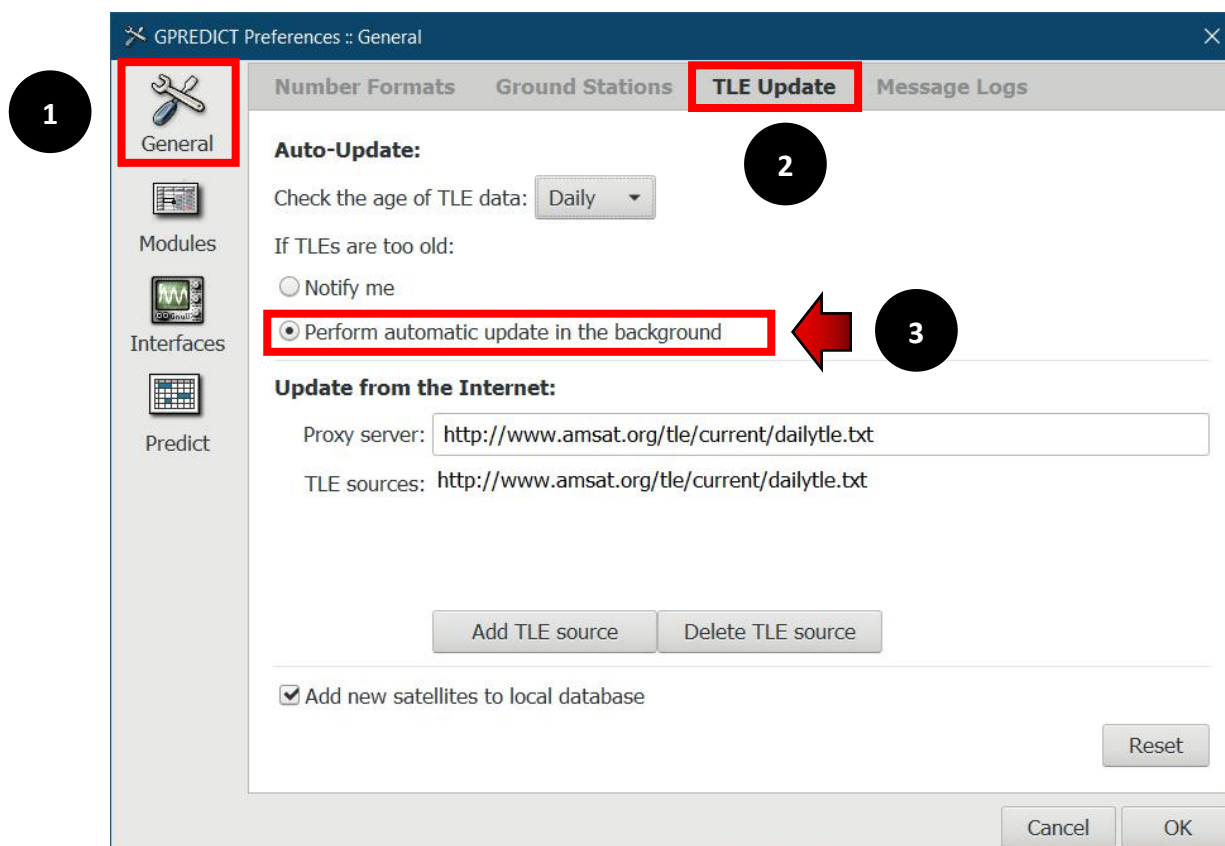 GPREDICT Preferences :: General
Number Formats Ground Stations TLE Update Message Logs
1
General
Auto-Update:
2
Check the age of TLE data: Daily
Modules
If TLEs are too old:
Notify me
Perform automatic update in the background
3
Interfaces
Update from the Internet:
Proxy server: http://www.amsat.org/tle/current/dailytle.txt
Predict
TLE sources: http://www.amsat.org/tle/current/dailytle.txt
Add TLE source Delete TLE source
Add new satellites to local database
Reset
Cancel OK